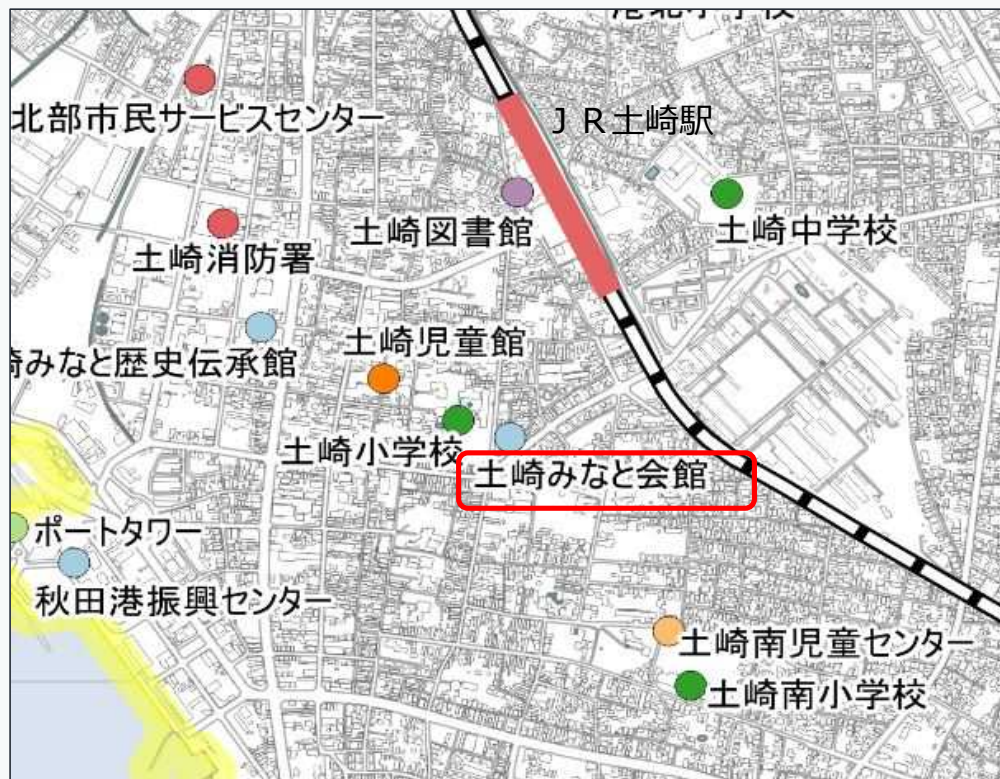 北部市民サービスセンター
ＪＲ土崎駅
土崎図書館
土崎中学校
土崎消防署
土崎児童館
みなと歴史伝承館
土崎小学校
土崎みなと会館
ポートタワー
秋田港振興センター
土崎南児童センター
土崎南小学校